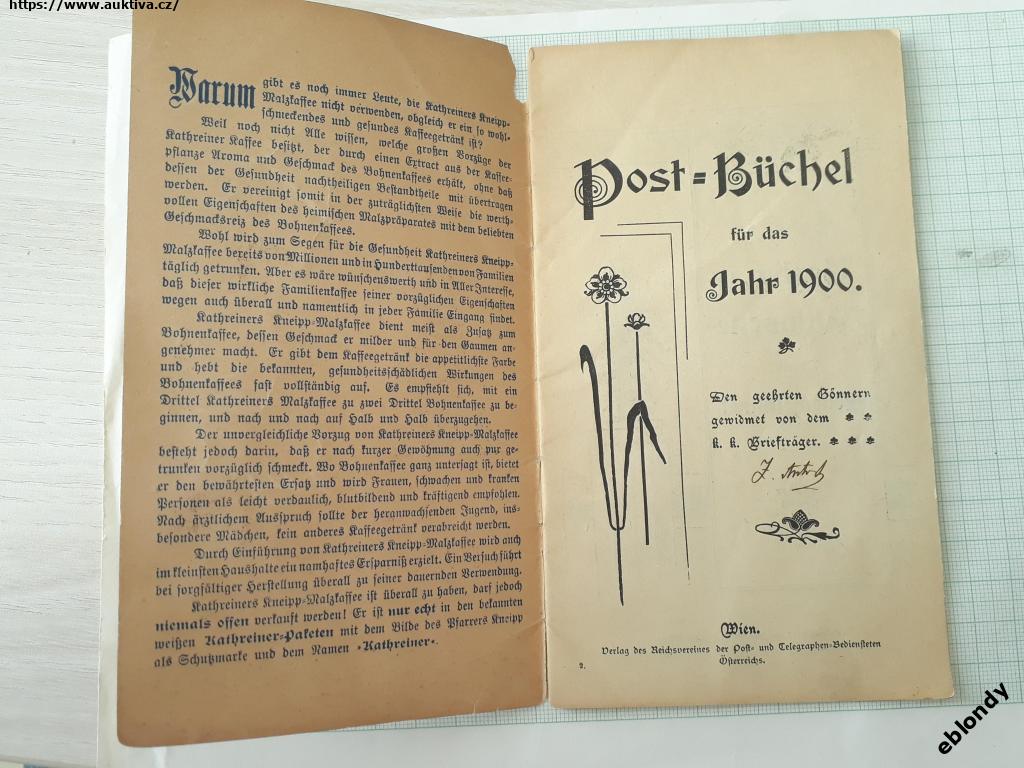 https://www.auktiva.cz/
Warum gibt es noch immer Leute, die Kathreiners Kneipp-
Malzkaffee nicht verwenden, obgleich er ein so wohl-
schmeckendes und gesundes Kaffeegetränk ist?
Weil noch nicht Alle wissen, welche großen Vorzüge der
Kathreiner Kaffee besitzt, der durch einen Extract aus der Kaffee-
pflanze Aroma und Geschmack des Bohnenkaffees erhält, ohne daß
dessen der Gesundheit nachtheiligen Bestandtheile mit übertragen
werden. Er vereinigt somit in der zuträglichsten Weise die werth-
vollen Eigenschaften des heimischen Malzpräparates mit dem beliebten
Geschmacksreiz des Bohnenkaffees.
Wohl wird zum Segen für die Gesundheit Kathreiners Kneipp-
Malzkaffee bereits von Millionen und in Hunderttausenden von Familien
täglich getrunken. Aber es wäre wünschenswerth und in Aller Interesse,
daß dieser wirkliche Familienkaffee seiner vorzüglichen Eigenschaften
wegen auch überall und namentlich in jeder Familie Eingang findet.
Kathreiners Kneipp-Malzkaffee dient meist als Zusatz zum
Bohnenkaffee, dessen Geschmack er milder und für den Gaumen an-
genehmer macht. Er gibt dem Kaffeegetränk die appetitlichste Farbe
und hebt die bekannten, gesundheitsschädlichen Wirkungen des
Bohnenkaffees fast vollständig auf. Es empfiehlt sich, mit ein
Drittel Kathreiners Malzkaffee zu zwei Drittel Bohnenkaffee zu be-
ginnen, und nach und nach auf Halb und Halb überzugehen.
Der unvergleichliche Vorzug von Kathreiners Kneipp-Malzkaffee
besteht jedoch darin, daß er nach kurzer Gewöhnung auch pur ge-
trunken vorzüglich schmeckt. Wo Bohnenkaffee ganz untersagt ist, bietet
er den bewährtesten Ersatz und wird Frauen, schwachen und kranken
Personen als leicht verdaulich, blutbildend und kräftigend empfohlen.
Nach ärztlichem Ausspruch sollte der heranwachsenden Jugend, ins-
besondere Mädchen, kein anderes Kaffeegetränk verabreicht werden.
Durch Einführung von Kathreiners Kneipp-Malzkaffee wird auch
im kleinsten Haushalte ein namhaftes Ersparniß erzielt. Ein Versuch führt
bei sorgfältiger Herstellung überall zu seiner dauernden Verwendung.
Kathreiners Kneipp-Malzkaffee ist überall zu haben, darf jedoch
niemals offen verkauft werden! Er ist nur echt in den bekannten
weißen Kathreiner-Paketen mit dem Bilde des Pfarrers Kneipp
als Schutzmarke und dem Namen »Kathreiner«.
Post=Büchel
für das
Jahr 1900.
Den geehrten Gönnern
gewidmet von dem
k. k. Briefträger.
Wien.
Verlag des Reichsvereines der Post- und Telegraphen-Bediensteten
Österreichs.
2.
eblondy